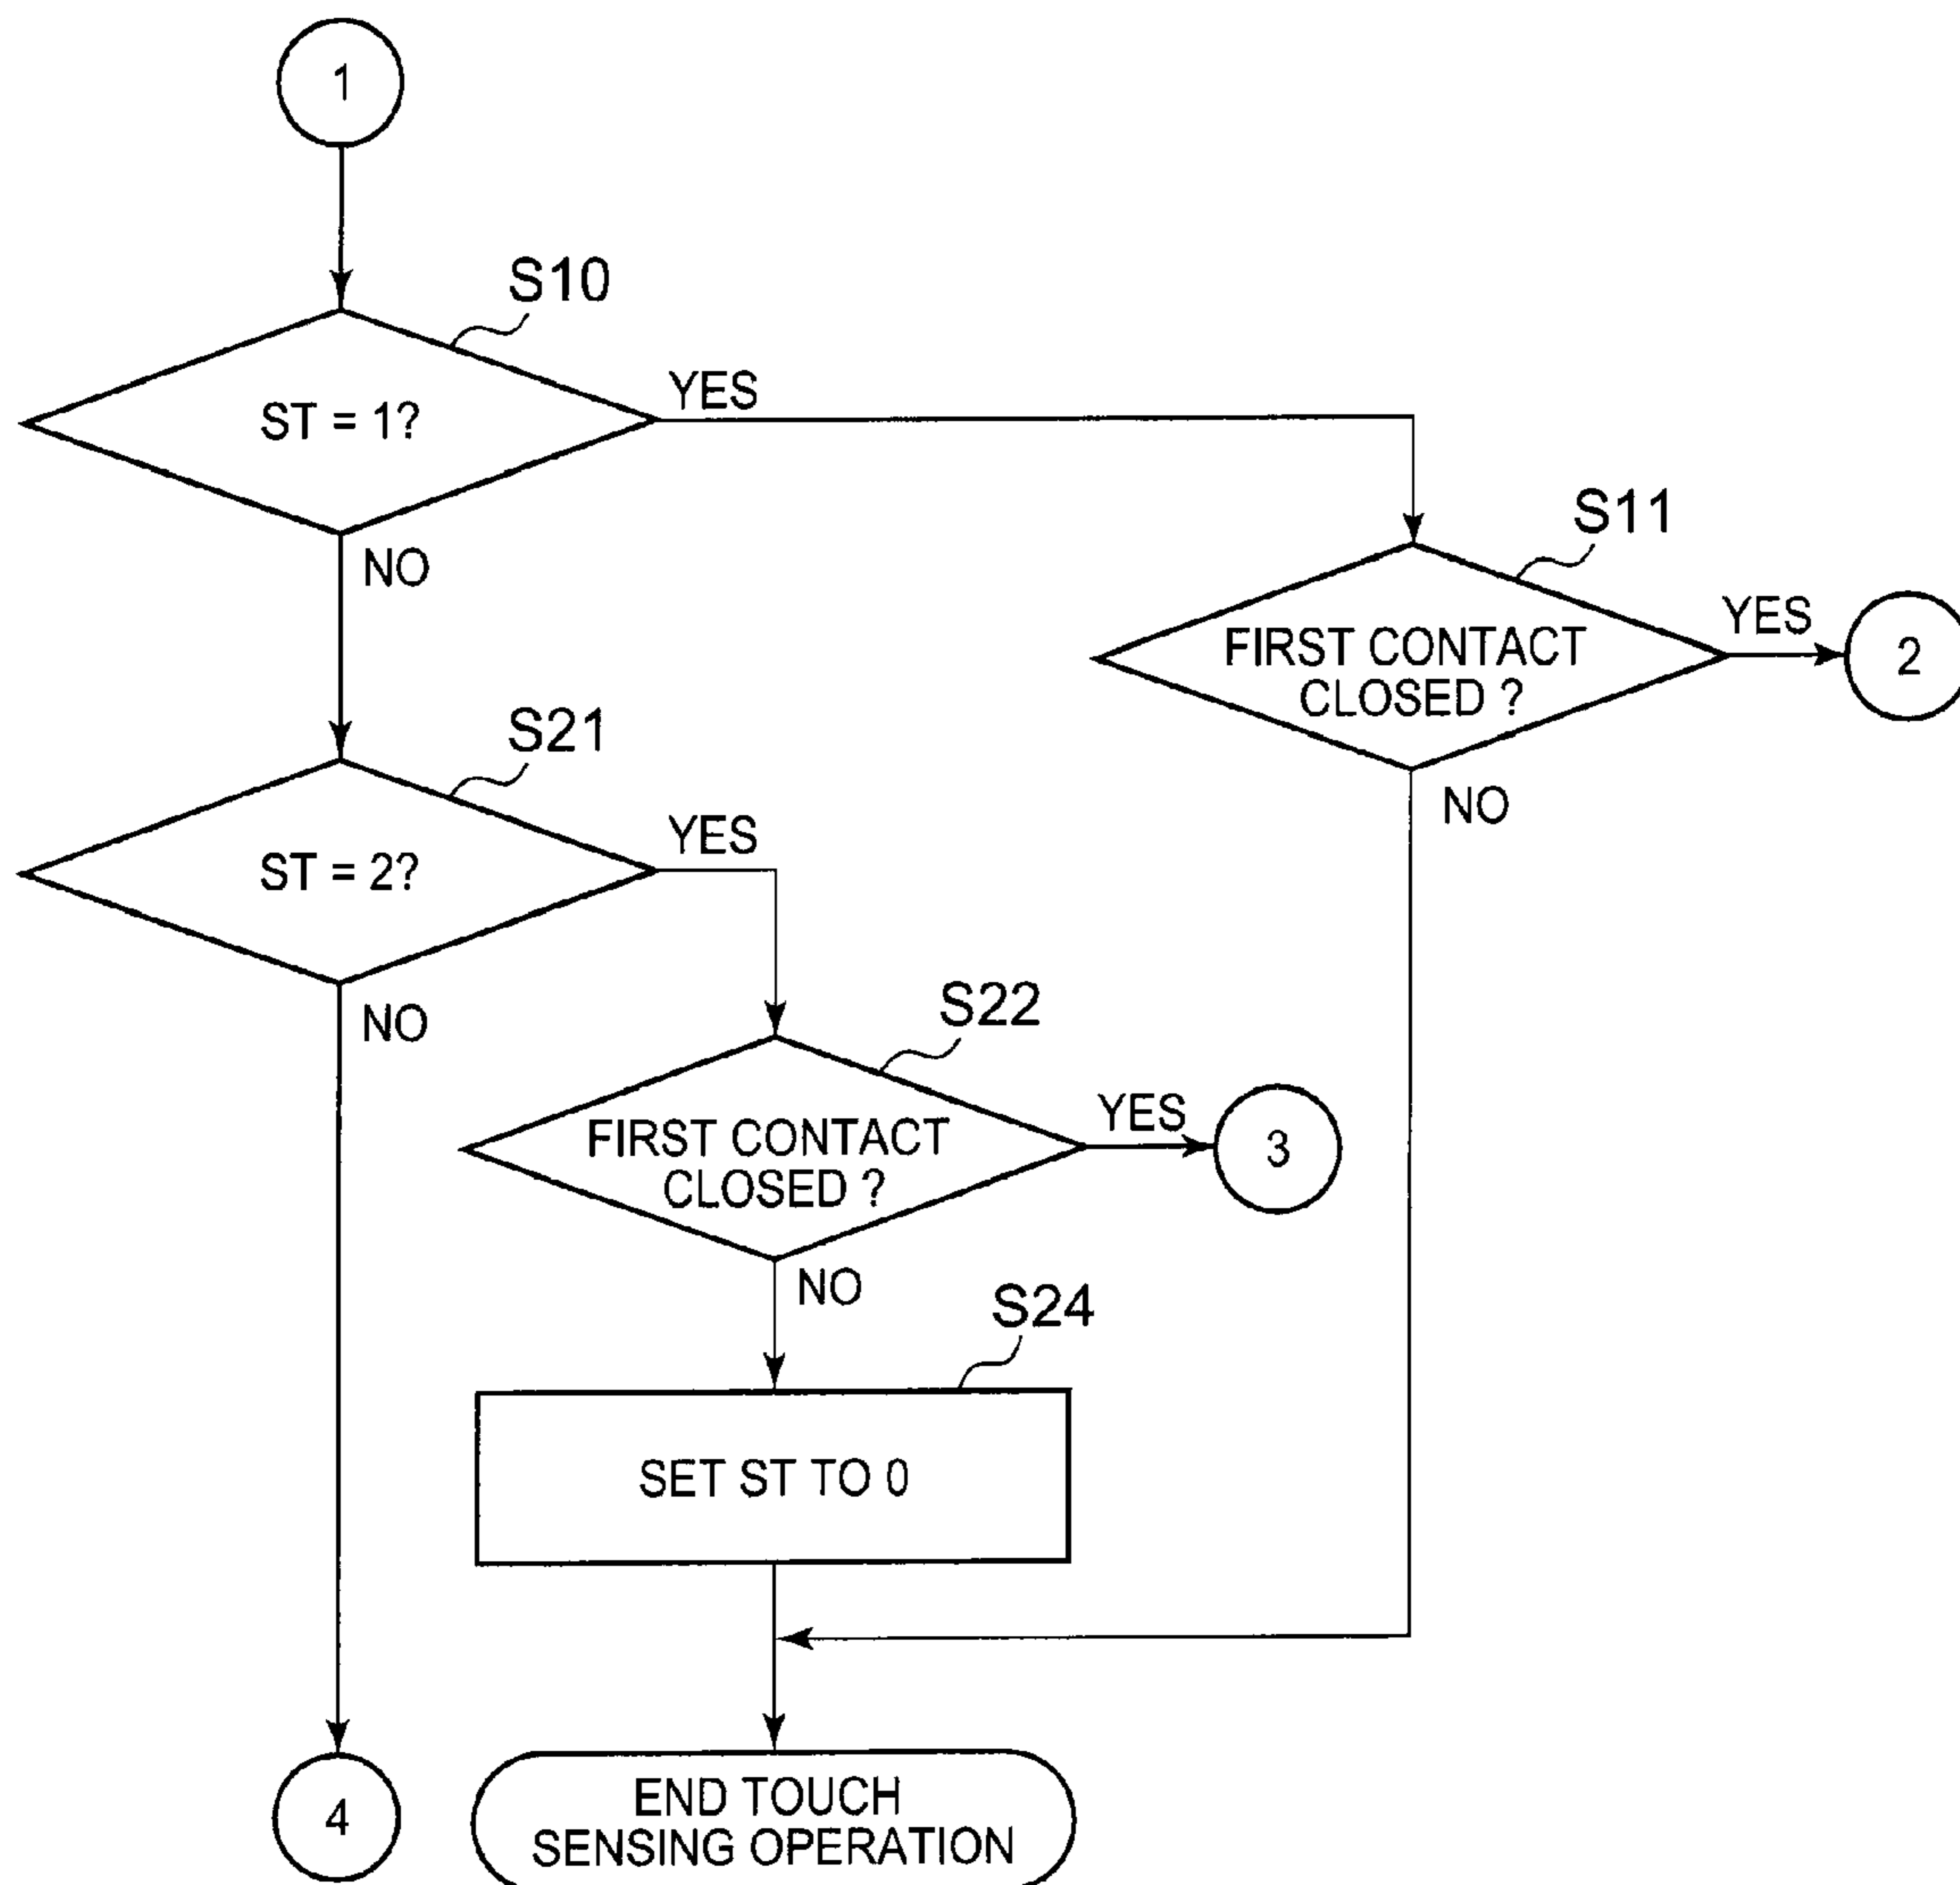 1
S10
ST = 1?
YES
NO
S11
FIRST CONTACT
CLOSED ?
YES
2
NO
S21
ST = 2?
YES
NO
S22
FIRST CONTACT
CLOSED ?
YES
3
NO
S24
SET ST TO 0
4
END TOUCH
SENSING OPERATION